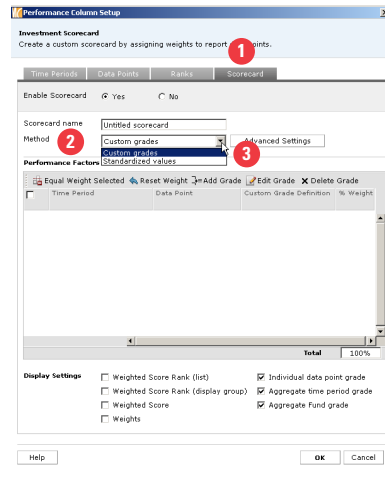 Performance Column Setup
Investment Scorecard
Create a custom scorecard by assigning weights to report points.
1
Time Periods Data Points Ranks Scorecard
Enable Scorecard Yes No
Scorecard name Untitled scorecard
Method 2 Custom grades Advanced Settings
Custom grades 3
Performance Factors Standardized values
Equal Weight Selected Reset Weight Add Grade Edit Grade Delete Grade
Time Period Data Point Custom Grade Definition % Weight
Total 100%
Display Settings Weighted Score Rank (list) Individual data point grade
Weighted Score Rank (display group) Aggregate time period grade
Weighted Score Aggregate Fund grade
Weights
Help OK Cancel